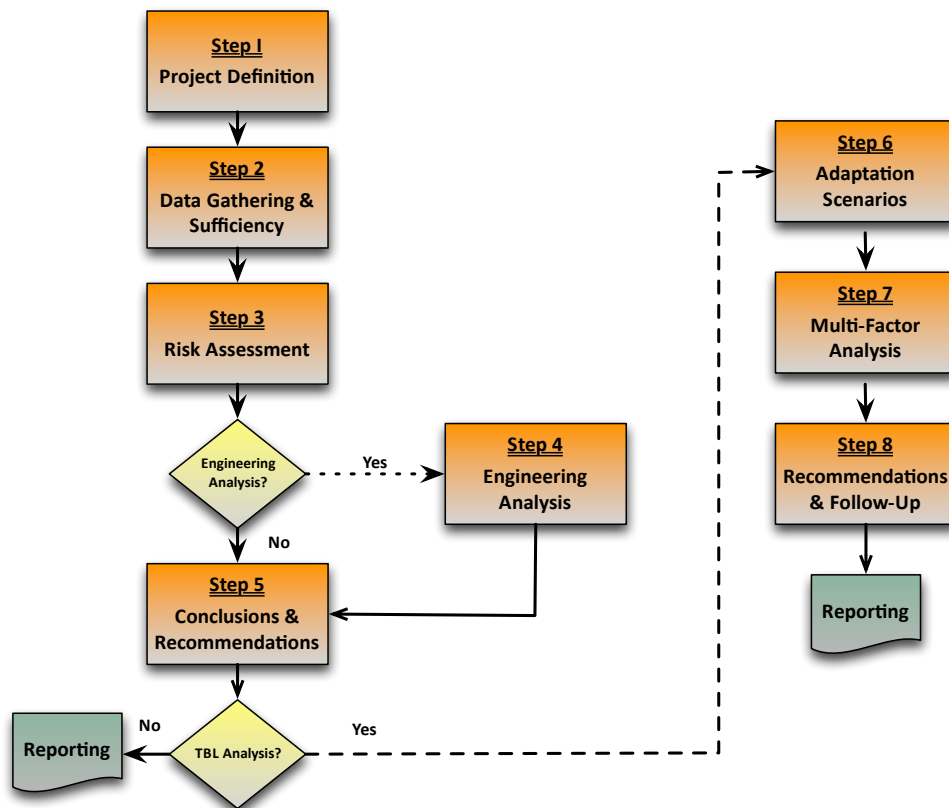 Step I
Project Definition
Step 2
Data Gathering &
Sufficiency
Step 3
Risk Assessment
Engineering
Analysis?
Yes
Step 4
Engineering
Analysis
No
Step 5
Conclusions &
Recommendations
TBL Analysis?
No
Reporting
Yes
Step 6
Adaptation
Scenarios
Step 7
Multi-Factor
Analysis
Step 8
Recommendations
& Follow-Up
Reporting